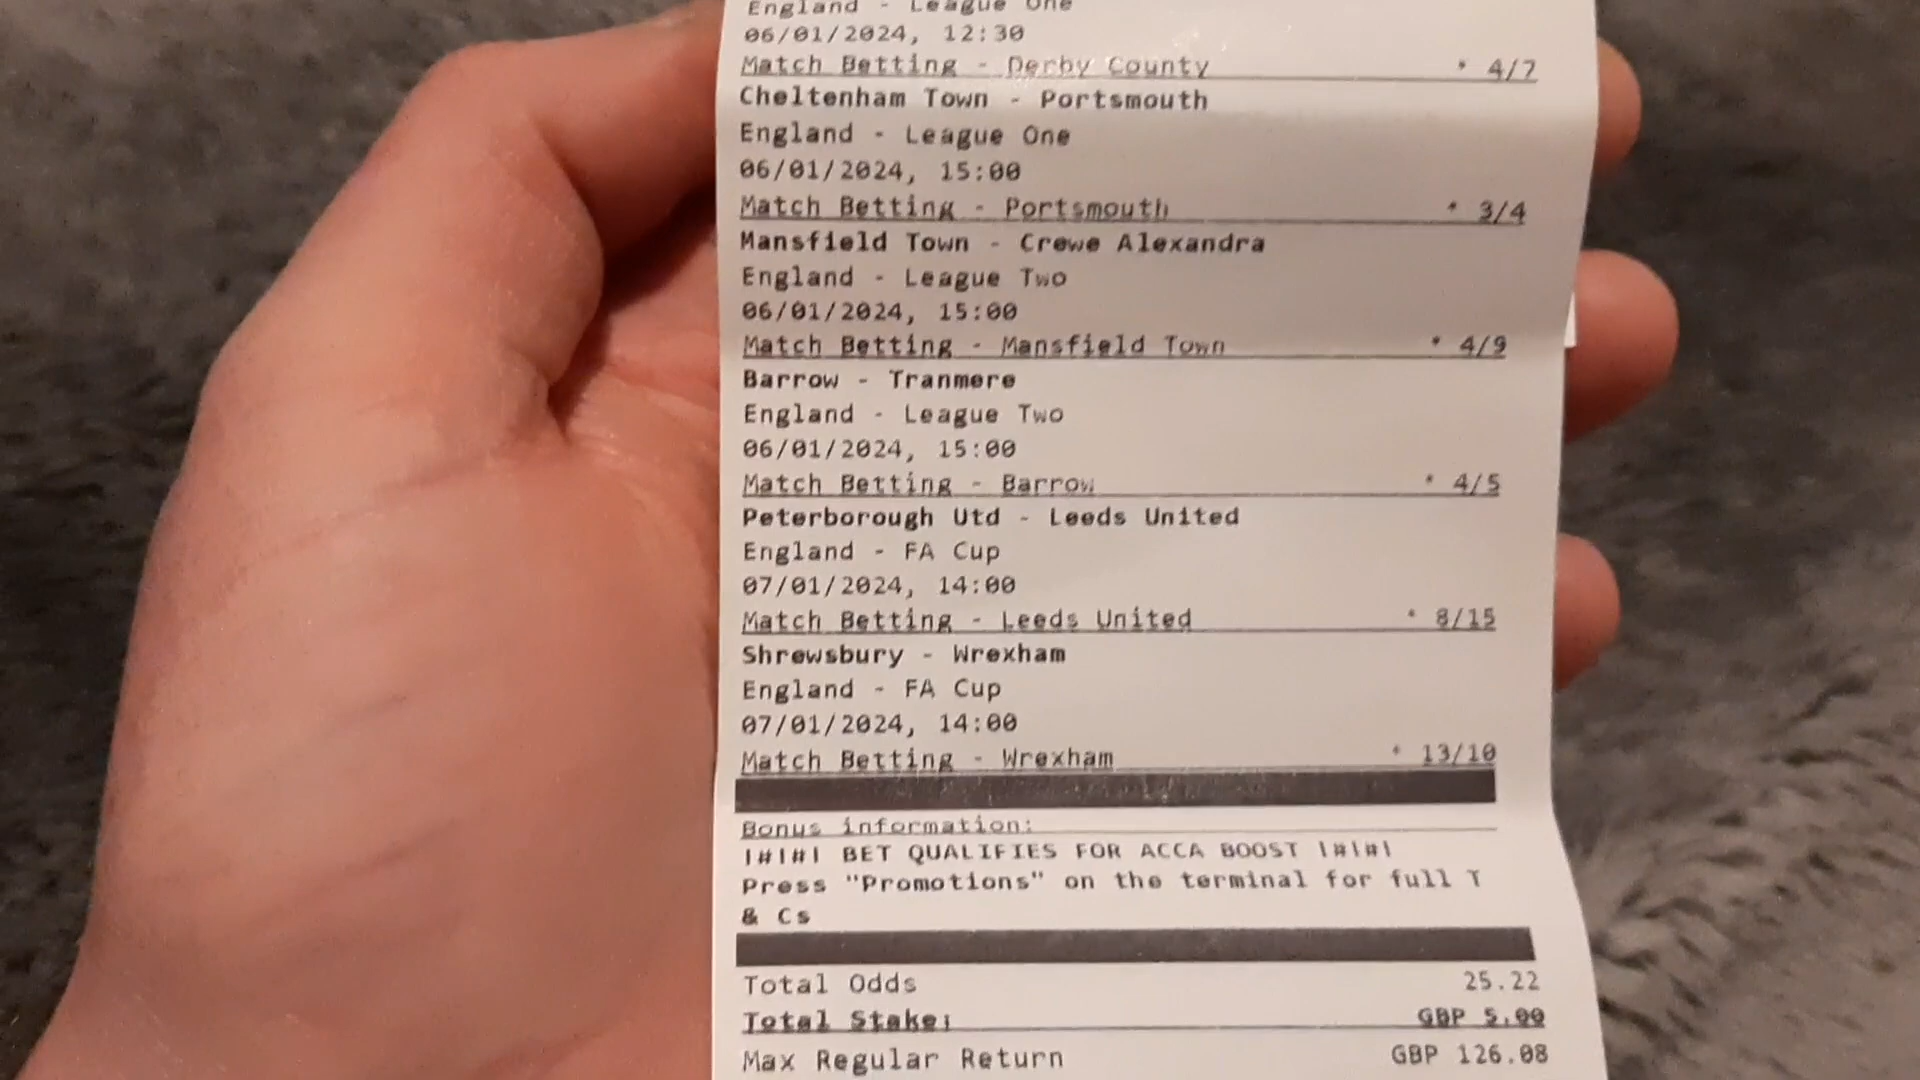 England - League One
06/01/2024, 12:30
Match Betting - Derby County * 4/7
Cheltenham Town - Portsmouth
England - League One
06/01/2024, 15:00
Match Betting - Portsmouth * 3/4
Mansfield Town - Crewe Alexandra
England - League Two
06/01/2024, 15:00
Match Betting - Mansfield Town * 4/9
Barrow - Tranmere
England - League Two
06/01/2024, 15:00
Match Betting - Barrow * 4/5
Peterborough Utd - Leeds United
England - FA Cup
07/01/2024, 14:00
Match Betting - Leeds United * 8/15
Shrewsbury - Wrexham
England - FA Cup
07/01/2024, 14:00
Match Betting - Wrexham * 13/10
Bonus information:
|#|#| BET QUALIFIES FOR ACCA BOOST |#|#|
Press "Promotions" on the terminal for full T
& Cs
Total Odds 25.22
Total Stake: GBP 5.00
Max Regular Return GBP 126.08